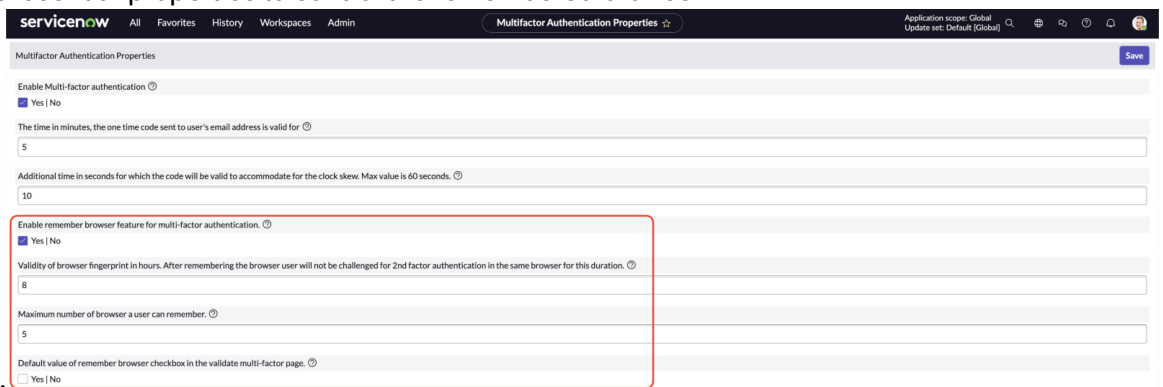 servicenow All Favorites History Workspaces Admin Multifactor Authentication Properties Application scope: Global
Update set: Default [Global]
Multifactor Authentication Properties Save
Enable Multi-factor authentication
Yes | No
The time in minutes, the one time code sent to user's email address is valid for
5
Additional time in seconds for which the code will be valid to accommodate for the clock skew. Max value is 60 seconds.
10
Enable remember browser feature for multi-factor authentication.
Yes | No
Validity of browser fingerprint in hours. After remembering the browser user will not be challenged for 2nd factor authentication in the same browser for this duration.
8
Maximum number of browser a user can remember.
5
Default value of remember browser checkbox in the validate multi-factor page.
Yes | No